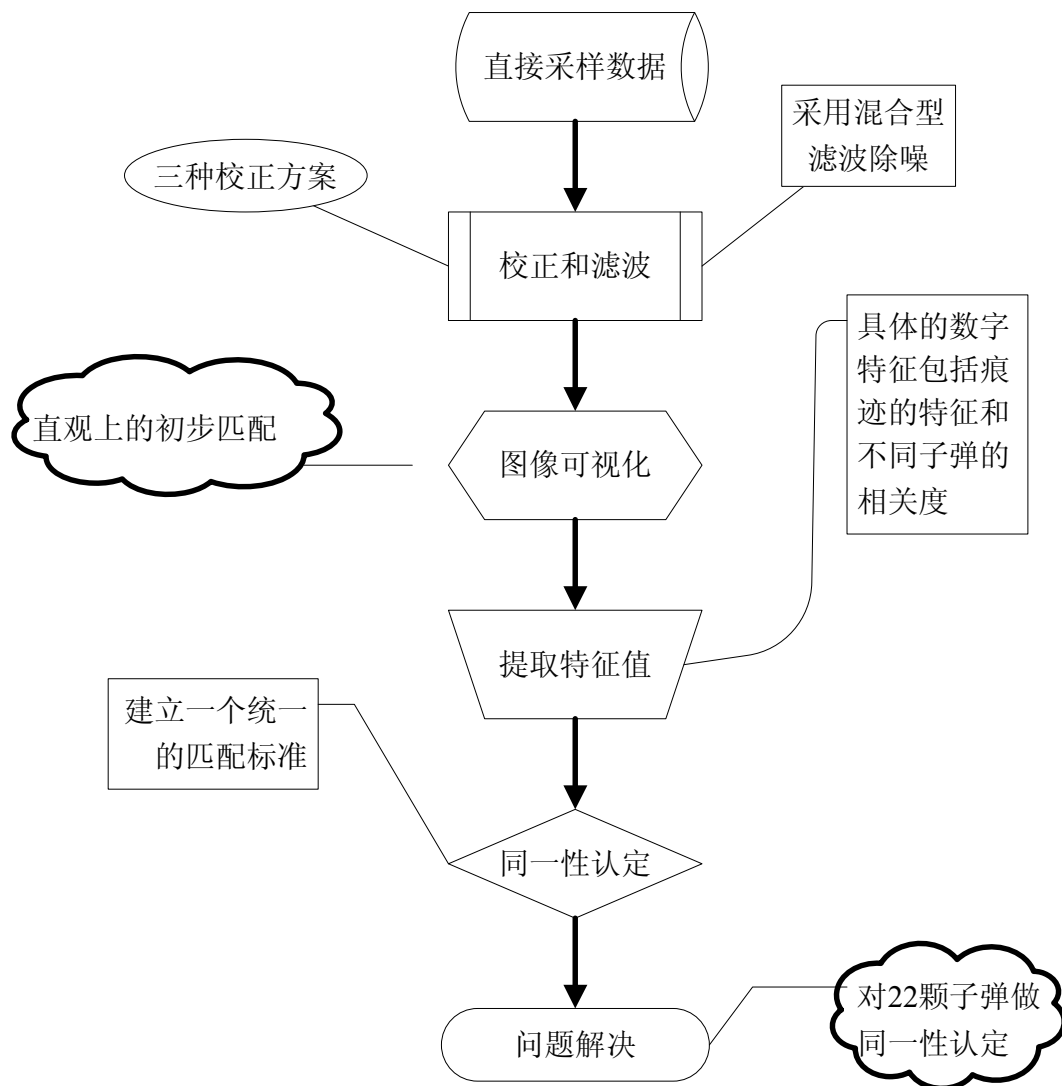 直接采样数据
采用混合型
滤波除噪
三种校正方案
校正和滤波
具体的数字
特征包括痕
迹的特征和
不同子弹的
相关度
直观上的初步匹配
图像可视化
提取特征值
建立一个统一
的匹配标准
同一性认定
对22颗子弹做
同一性认定
问题解决